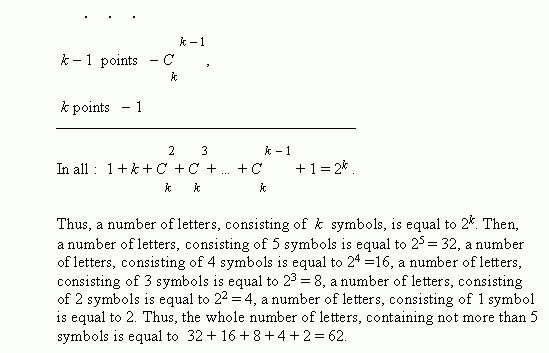 . . .
k – 1 points – C_k^{k – 1},
k points – 1
In all : 1 + k + C_k^2 + C_k^3 + ... + C_k^{k – 1} + 1 = 2^k .
Thus, a number of letters, consisting of k symbols, is equal to 2^k. Then,
a number of letters, consisting of 5 symbols is equal to 2^5 = 32, a number
of letters, consisting of 4 symbols is equal to 2^4 =16, a number of letters,
consisting of 3 symbols is equal to 2^3 = 8, a number of letters, consisting
of 2 symbols is equal to 2^2 = 4, a number of letters, consisting of 1 symbol
is equal to 2. Thus, the whole number of letters, containing not more than 5
symbols is equal to 32 + 16 + 8 + 4 + 2 = 62.